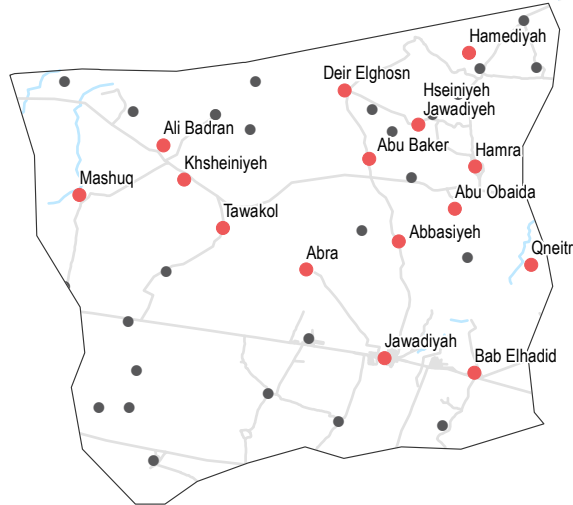 Hamediyah
Deir Elghosn
Hseiniyeh
Jawadiyeh
Ali Badran
Abu Baker
Hamra
Khsheiniyeh
Mashuq
Abu Obaida
Tawakol
Abbasiyeh
Abra
Qneitr
Jawadiyah
Bab Elhadid